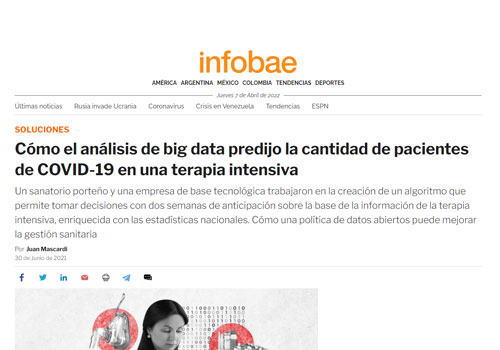 infobae
AMÉRICA ARGENTINA MÉXICO COLOMBIA TENDENCIAS DEPORTES
Jueves 7 de Abril de 2022
Últimas noticias Rusia invade Ucrania Coronavirus Crisis en Venezuela Tendencias ESPN
SOLUCIONES
Cómo el análisis de big data predijo la cantidad de pacientes
de COVID-19 en una terapia intensiva
Un sanatorio porteño y una empresa de base tecnológica trabajaron en la creación de un algoritmo que
permite tomar decisiones con dos semanas de anticipación sobre la base de la información de la terapia
intensiva, enriquecida con las estadísticas nacionales. Cómo una política de datos abiertos puede mejorar
la gestión sanitaria
Por Juan Mascardi
30 de Junio de 2021